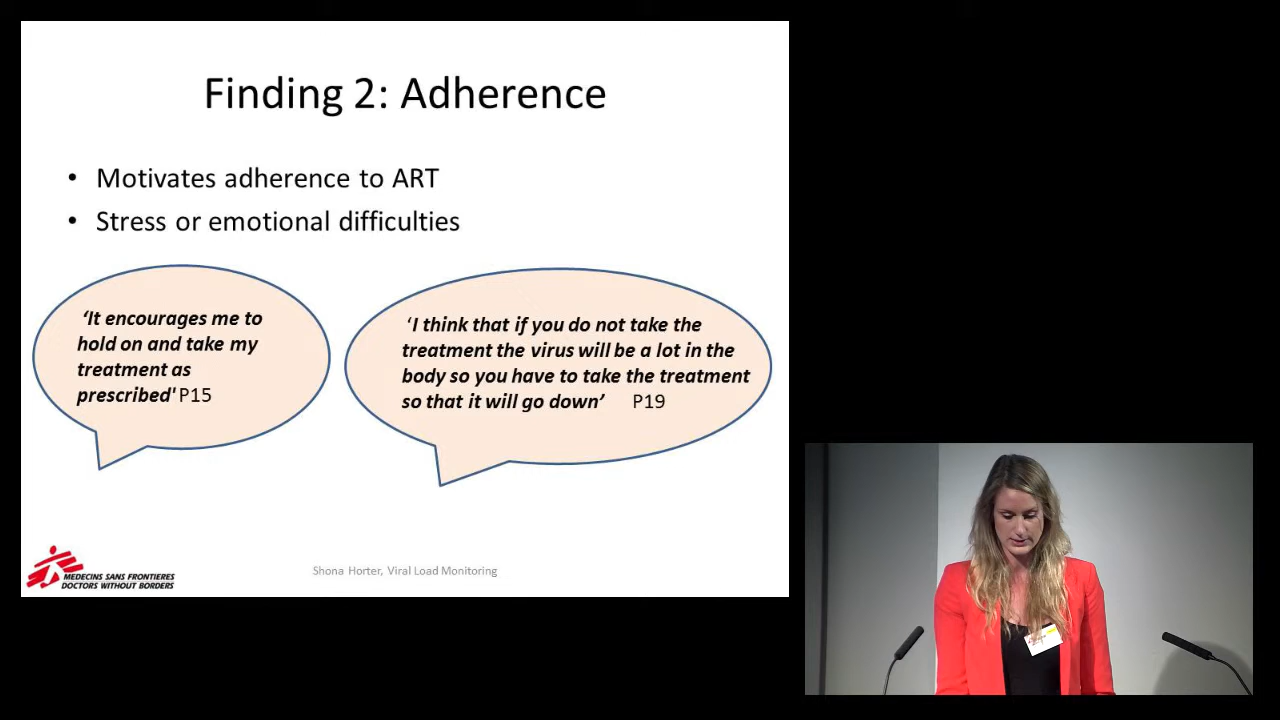 Finding 2: Adherence
• Motivates adherence to ART
• Stress or emotional difficulties
‘It encourages me to
hold on and take my
treatment as
prescribed' P15
‘I think that if you do not take the
treatment the virus will be a lot in the
body so you have to take the treatment
so that it will go down’ P19
MEDECINS SANS FRONTIERES
DOCTORS WITHOUT BORDERS
Shona Horter, Viral Load Monitoring